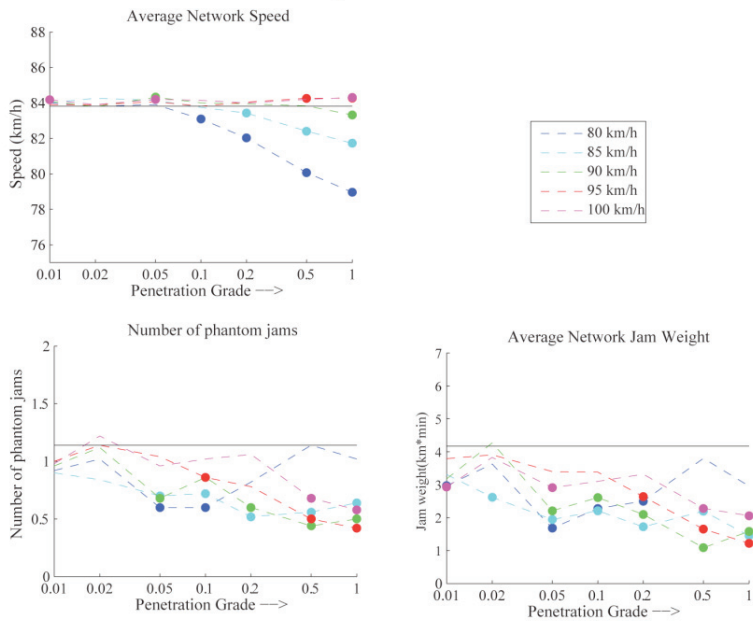 Average Network Speed
88
86
84
82
80
78
76
Speed (km/h)
0.01 0.02 0.05 0.1 0.2 0.5 1
Penetration Grade −−>
80 km/h
85 km/h
90 km/h
95 km/h
100 km/h
Number of phantom jams
2
1.5
1
0.5
0
Number of phantom jams
0.01 0.02 0.05 0.1 0.2 0.5 1
Penetration Grade −−>
Average Network Jam Weight
7
6
5
4
3
2
1
0
Jam weight(km*min)
0.01 0.02 0.05 0.1 0.2 0.5 1
Penetration Grade −−>